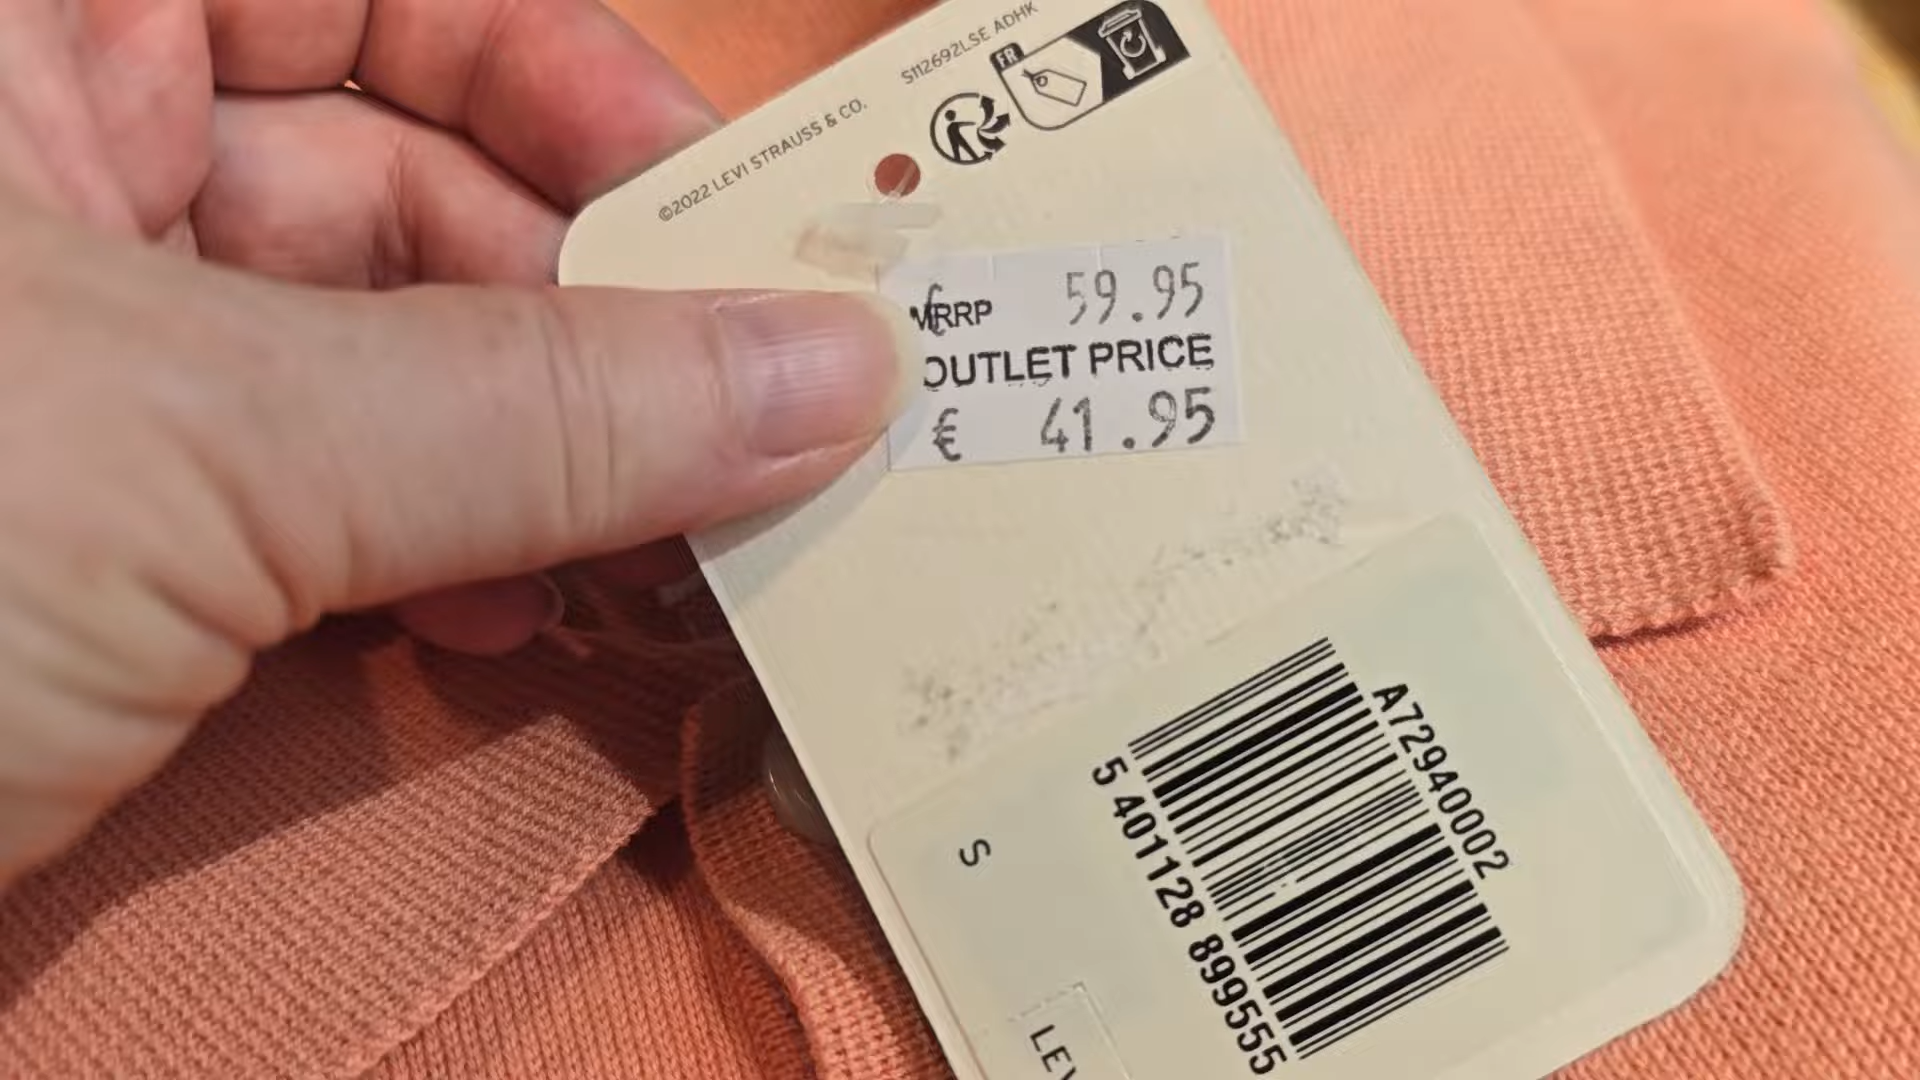 ©2022 LEVI STRAUSS & CO.
S112692LSE ADHK
FR
€
MRRP 59.95
OUTLET PRICE
€ 41.95
A72940002
5 401128 899555
S
LEV